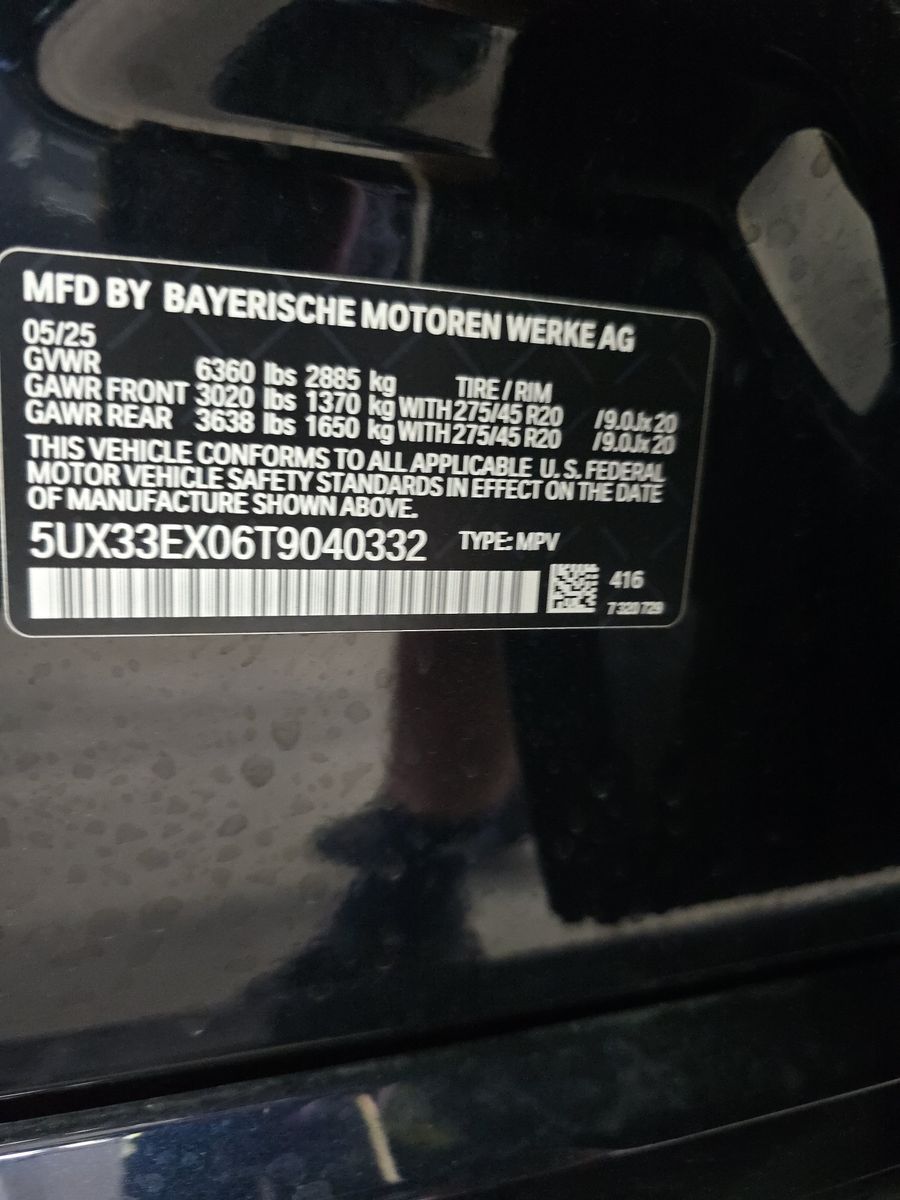 MFD BY BAYERISCHE MOTOREN WERKE AG
05/25
GVWR 6360 lbs 2885 kg TIRE / RIM
GAWR FRONT 3020 lbs 1370 kg WITH 275/45 R20 /9.0Jx20
GAWR REAR 3638 lbs 1650 kg WITH 275/45 R20 /9.0Jx20
THIS VEHICLE CONFORMS TO ALL APPLICABLE U.S. FEDERAL
MOTOR VEHICLE SAFETY STANDARDS IN EFFECT ON THE DATE
OF MANUFACTURE SHOWN ABOVE.
5UX33EX06T9040332 TYPE: MPV
416
7320729